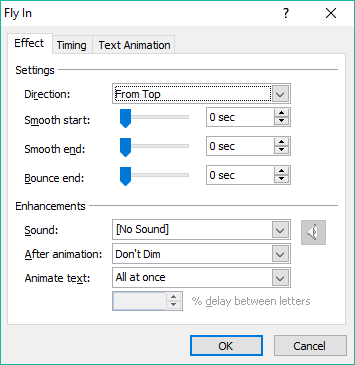 Fly In ?
Effect Timing Text Animation
Settings
Direction: From Top
Smooth start: 0 sec
Smooth end: 0 sec
Bounce end: 0 sec
Enhancements
Sound: [No Sound]
After animation: Don't Dim
Animate text: All at once
% delay between letters
OK Cancel